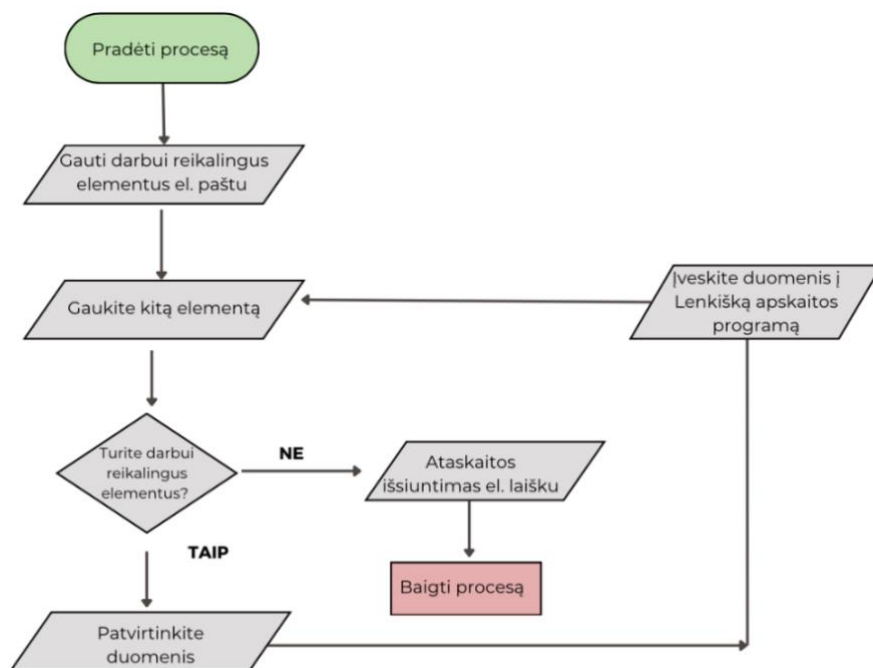 Pradėti procesą
Gauti darbui reikalingus
elementus el. paštu
Gaukite kitą elementą
Įveskite duomenis į
Lenkišką apskaitos
programą
Turite darbui
reikalingus
elementus?
NE
Ataskaitos
išsiuntimas el. laišku
TAIP
Baigti procesą
Patvirtinkite
duomenis